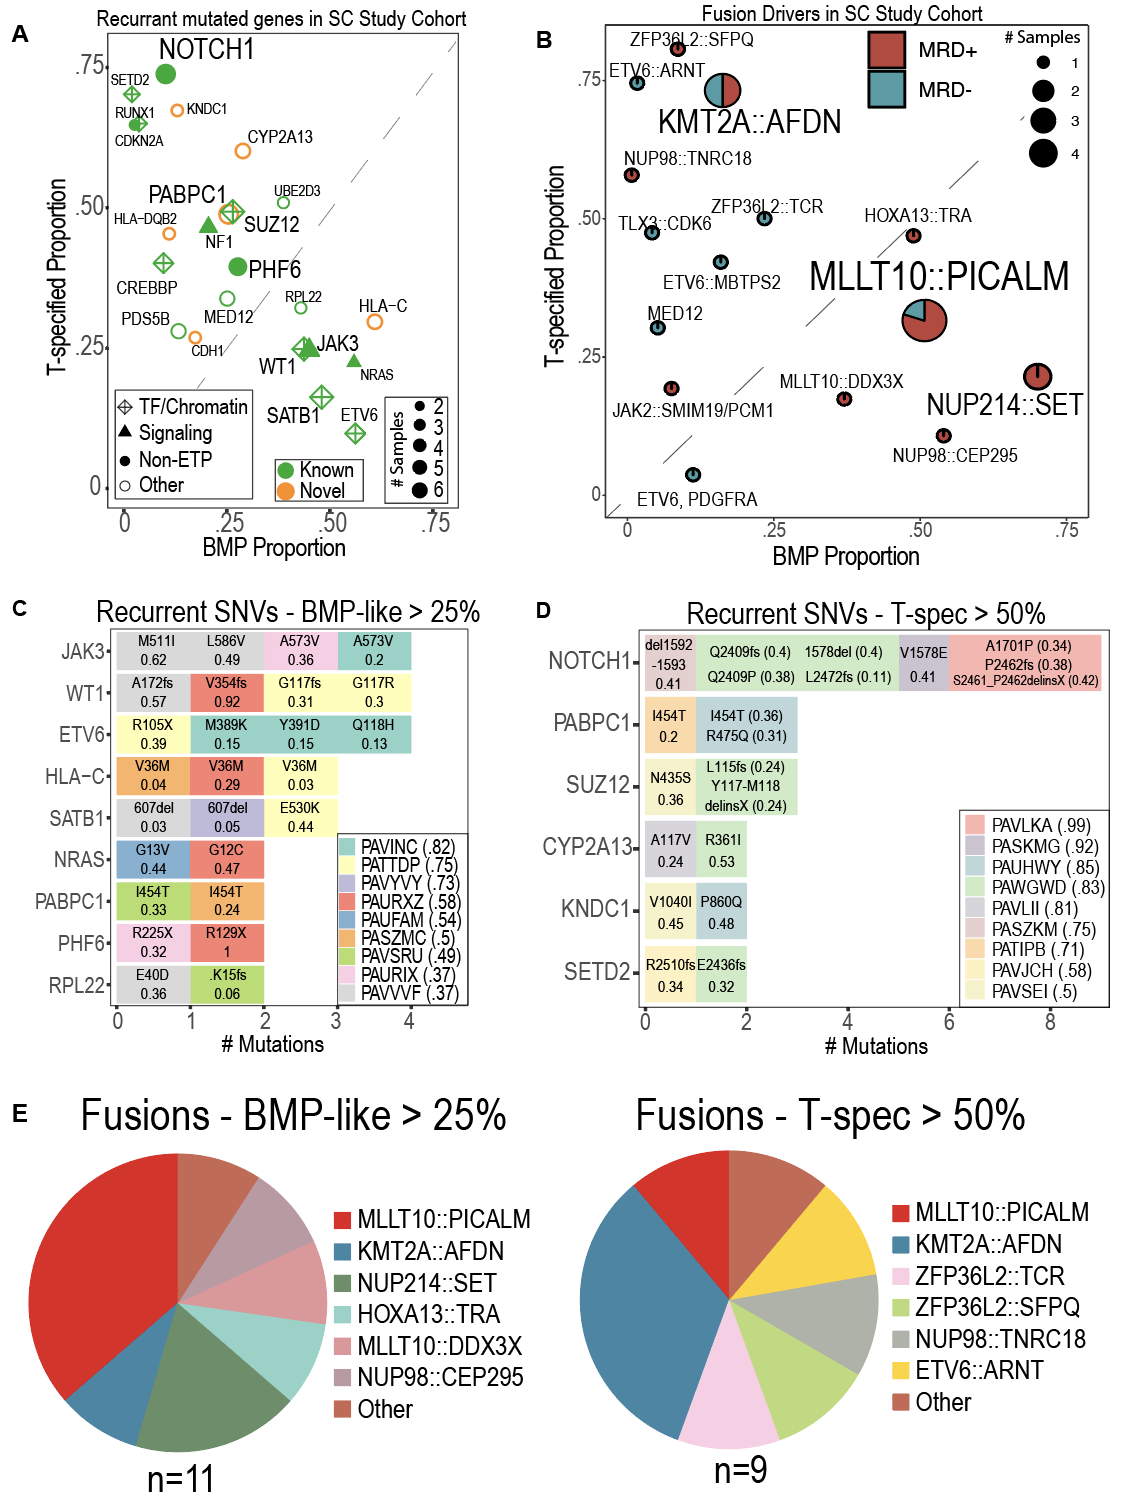 A
Recurrant mutated genes in SC Study Cohort
T-specified Proportion
.75
.50
.25
0
NOTCH1
SETD2
RUNX1
KNDC1
CDKN2A
CYP2A13
PABPC1
UBE2D3
HLA−DQB2
SUZ12
NF1
PHF6
CREBBP
RPL22
HLA−C
MED12
PDS5B
CDH1
JAK3
WT1
NRAS
SATB1
ETV6
TF/Chromatin
Signaling
Non-ETP
Other
Known
Novel
# Samples
2
3
4
5
6
0
.25
.50
.75
BMP Proportion
B
Fusion Drivers in SC Study Cohort
T-specified Proportion
.75
.50
.25
0
ZFP36L2::SFPQ
ETV6::ARNT
KMT2A::AFDN
NUP98::TNRC18
ZFP36L2::TCR
TLX3::CDK6
HOXA13::TRA
ETV6::MBTPS2
MLLT10::PICALM
MED12
MLLT10::DDX3X
JAK2::SMIM19/PCM1
NUP214::SET
NUP98::CEP295
ETV6, PDGFRA
MRD+
MRD-
# Samples
1
2
3
4
0
.25
.50
.75
BMP Proportion
C
Recurrent SNVs - BMP-like > 25%
JAK3
M511I
0.62
L586V
0.49
A573V
0.36
A573V
0.2
WT1
A172fs
0.57
V354fs
0.92
G117fs
0.31
G117R
0.3
ETV6
R105X
0.39
M389K
0.15
Y391D
0.15
Q118H
0.13
HLA−C
V36M
0.04
V36M
0.29
V36M
0.03
SATB1
607del
0.03
607del
0.05
E530K
0.44
NRAS
G13V
0.44
G12C
0.47
PABPC1
I454T
0.33
I454T
0.24
PHF6
R225X
0.32
R129X
1
RPL22
E40D
0.36
.K15fs
0.06
PAVINC (.82)
PATTDP (.75)
PAVYVY (.73)
PAURXZ (.58)
PAUFAM (.54)
PASZMC (.5)
PAVSRU (.49)
PAURIX (.37)
PAVVVF (.37)
0
1
2
3
4
# Mutations
D
Recurrent SNVs - T-spec > 50%
NOTCH1
del1592
-1593
0.41
Q2409fs (0.4) 1578del (0.4)
Q2409P (0.38) L2472fs (0.11)
V1578E
0.41
A1701P (0.34)
P2462fs (0.38)
S2461_P2462delinsX (0.42)
PABPC1
I454T
0.2
I454T (0.36)
R475Q (0.31)
SUZ12
N435S
0.36
L115fs (0.24)
Y117-M118
delinsX (0.24)
CYP2A13
A117V
0.24
R361I
0.53
KNDC1
V1040I
0.45
P860Q
0.48
SETD2
R2510fs
0.34
E2436fs
0.32
PAVLKA (.99)
PASKMG (.92)
PAUHWY (.85)
PAWGWD (.83)
PAVLII (.81)
PASZKM (.75)
PATIPB (.71)
PAVJCH (.58)
PAVSEI (.5)
0
2
4
6
8
# Mutations
E
Fusions - BMP-like > 25%
MLLT10::PICALM
KMT2A::AFDN
NUP214::SET
HOXA13::TRA
MLLT10::DDX3X
NUP98::CEP295
Other
n=11
Fusions - T-spec > 50%
MLLT10::PICALM
KMT2A::AFDN
ZFP36L2::TCR
ZFP36L2::SFPQ
NUP98::TNRC18
ETV6::ARNT
Other
n=9